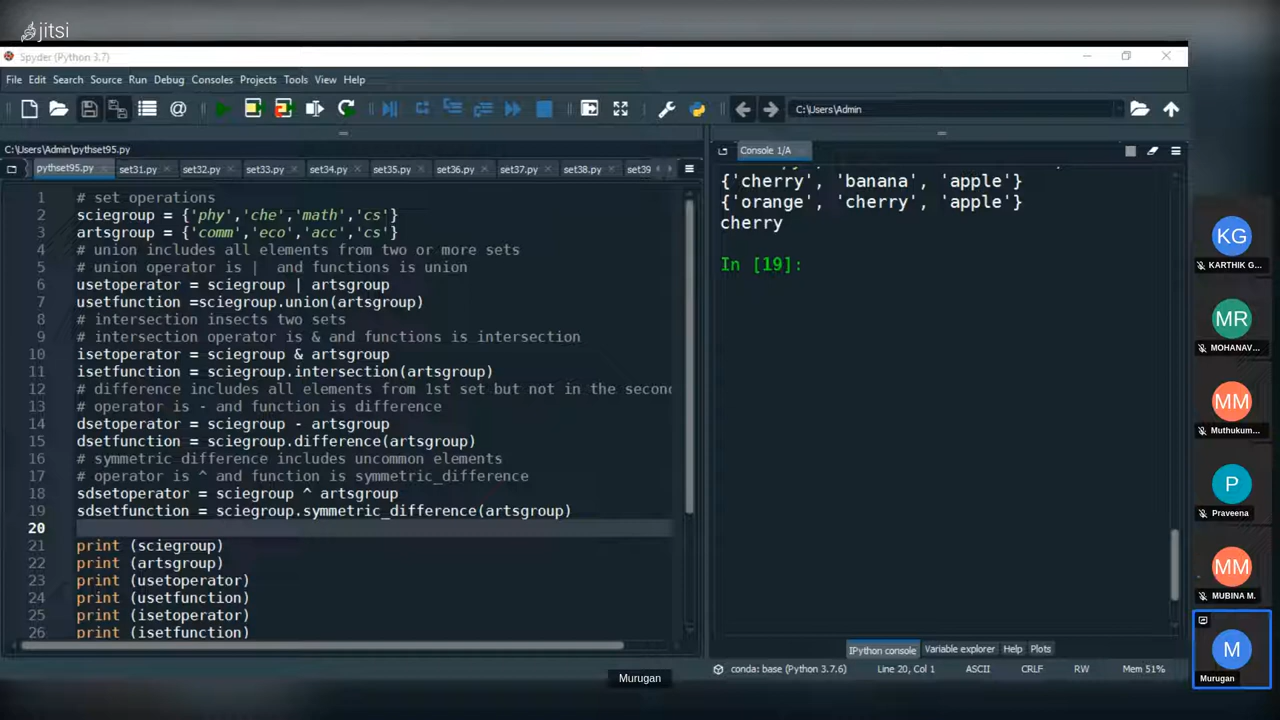 jitsi
Spyder (Python 3.7)
File Edit Search Source Run Debug Consoles Projects Tools View Help
C:\Users\Admin
C:\Users\Admin\pythset95.py
pythset95.py set31.py set32.py set33.py set34.py set35.py set36.py set37.py set38.py set39
1 # set operations
2 sciegroup = {'phy','che','math','cs'}
3 artsgroup = {'comm','eco','acc','cs'}
4 # union includes all elements from two or more sets
5 # union operator is | and functions is union
6 usetoperator = sciegroup | artsgroup
7 usetfunction =sciegroup.union(artsgroup)
8 # intersection insects two sets
9 # intersection operator is & and functions is intersection
10 isetoperator = sciegroup & artsgroup
11 isetfunction = sciegroup.intersection(artsgroup)
12 # difference includes all elements from 1st set but not in the secon
13 # operator is - and function is difference
14 dsetoperator = sciegroup - artsgroup
15 dsetfunction = sciegroup.difference(artsgroup)
16 # symmetric difference includes uncommon elements
17 # operator is ^ and function is symmetric_difference
18 sdsetoperator = sciegroup ^ artsgroup
19 sdsetfunction = sciegroup.symmetric_difference(artsgroup)
20
21 print (sciegroup)
22 print (artsgroup)
23 print (usetoperator)
24 print (usetfunction)
25 print (isetoperator)
26 print (isetfunction)
Console 1/A
{'cherry', 'banana', 'apple'}
{'orange', 'cherry', 'apple'}
cherry
In [19]:
IPython console Variable explorer Help Plots
conda: base (Python 3.7.6) Line 20, Col 1 ASCII CRLF RW Mem 51%
Murugan
KG
KARTHIK G...
MR
MOHANAV...
MM
Muthukum...
P
Praveena
MM
MUBINA M.
M
Murugan